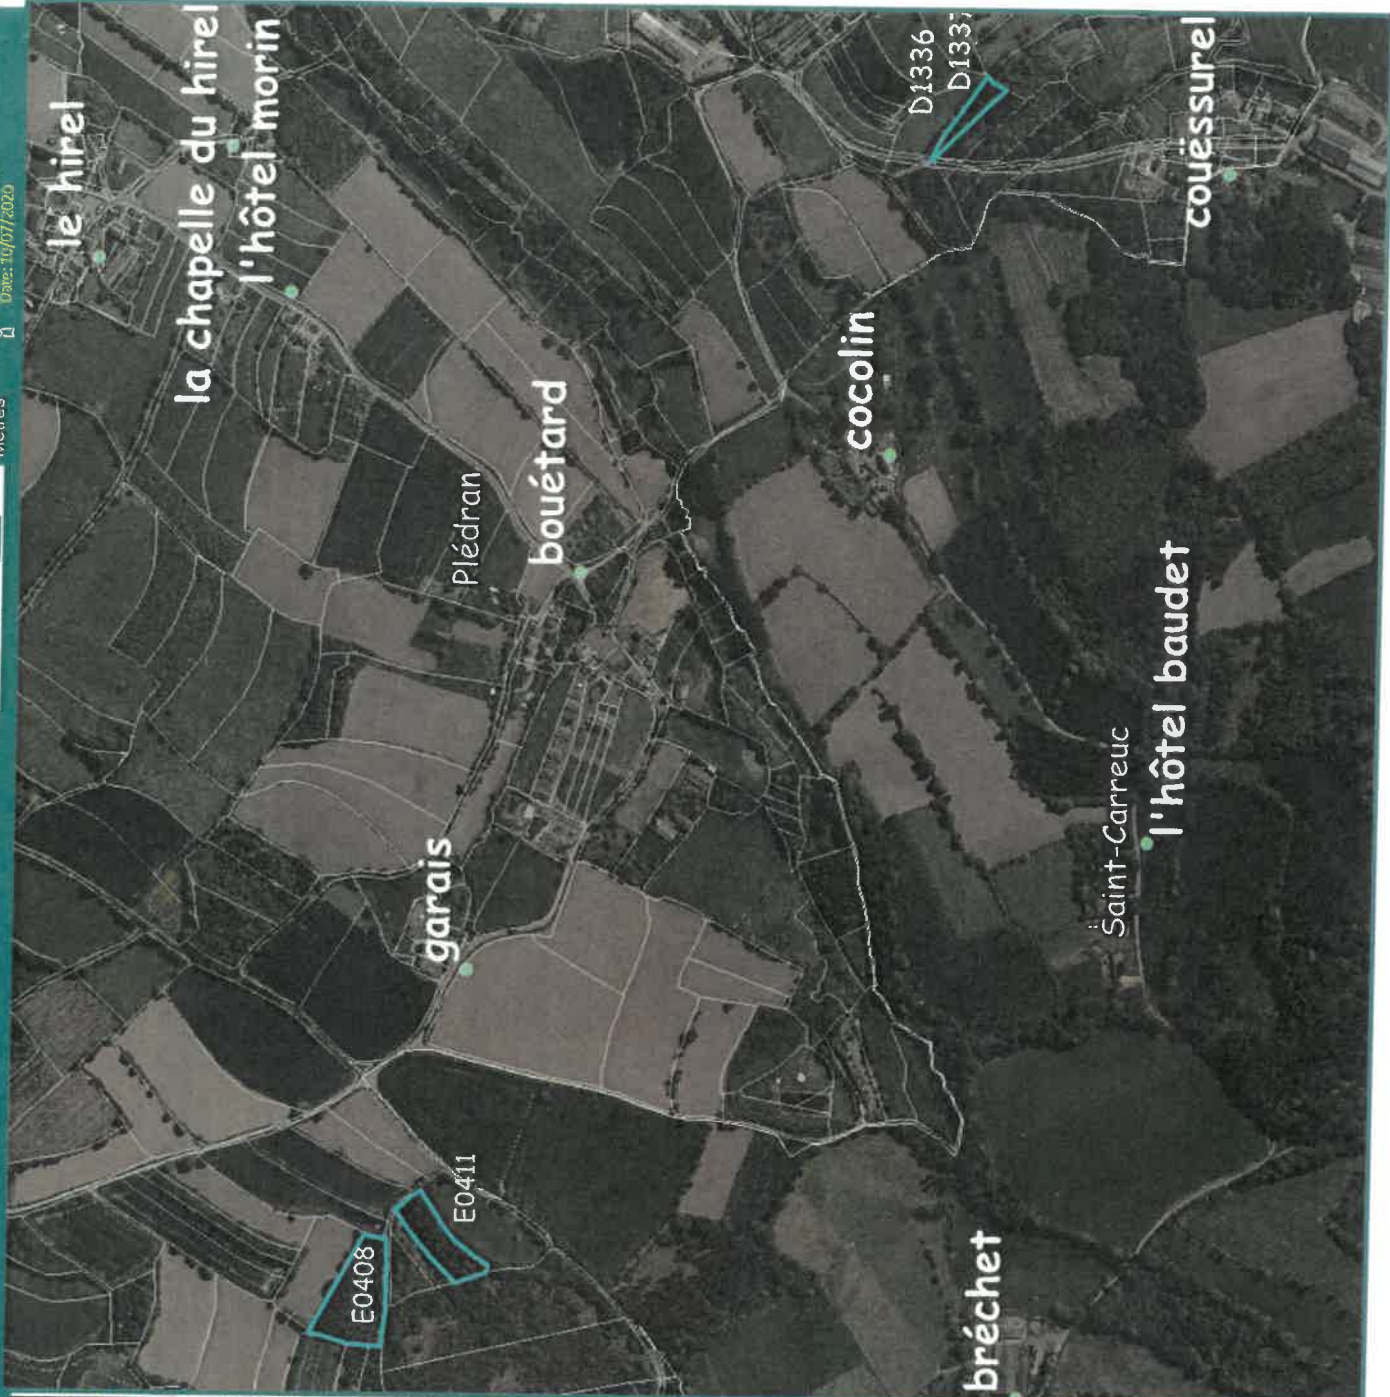 Date: 10/07/2020
Mètres
le hirel
la chapelle du hirel
l'hôtel morin
D1336
D1337
couëssurel
bouétard
Plédran
cocolin
garais
l'hôtel baudet
Saint-Carreuc
E0408
E0411
bréchet